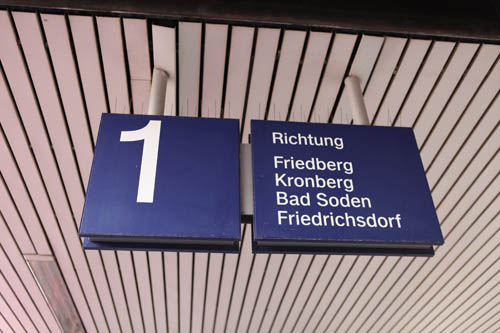 1
Richtung
Friedberg
Kronberg
Bad Soden
Friedrichsdorf